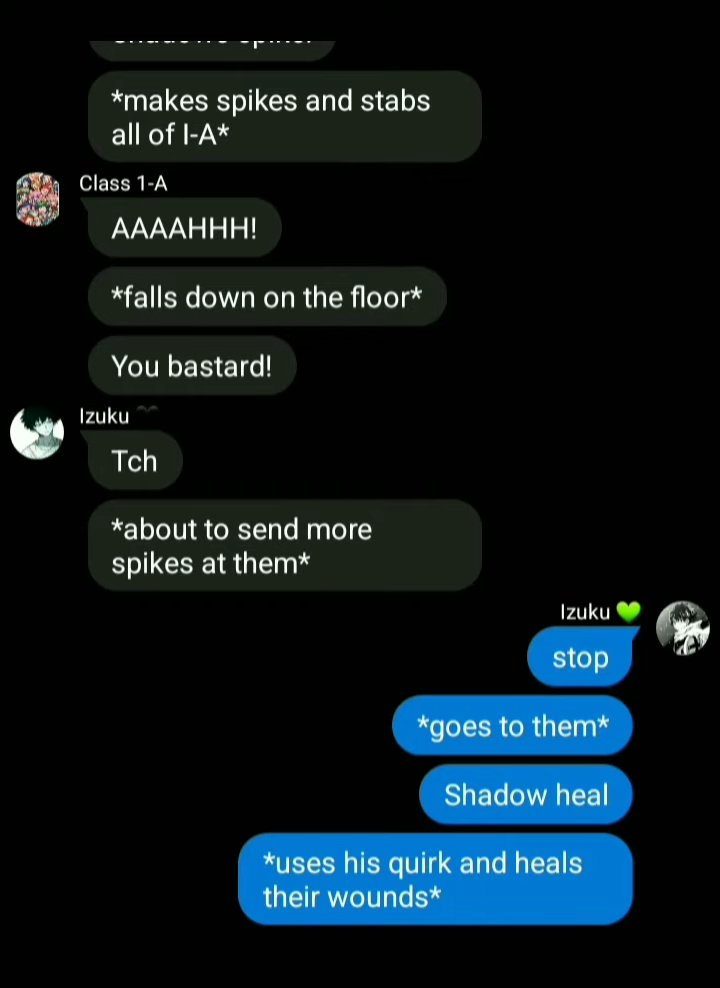 *makes spikes and stabs
all of I-A*
Class 1-A
AAAAHHH!
*falls down on the floor*
You bastard!
Izuku
Tch
*about to send more
spikes at them*
Izuku 💚
stop
*goes to them*
Shadow heal
*uses his quirk and heals
their wounds*